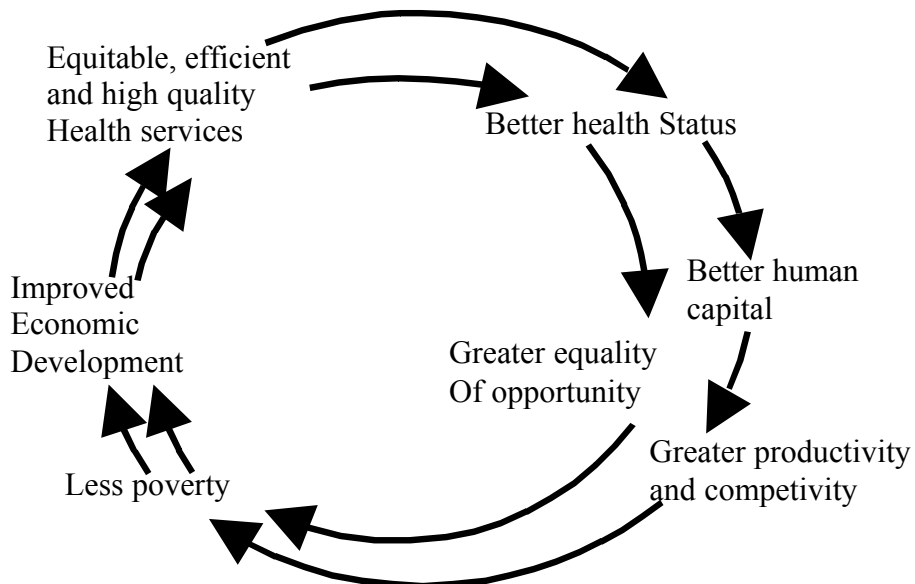 Equitable, efficient
and high quality
Health services
Better health Status
Better human
capital
Greater equality
Of opportunity
Greater productivity
and competivity
Less poverty
Improved
Economic
Development